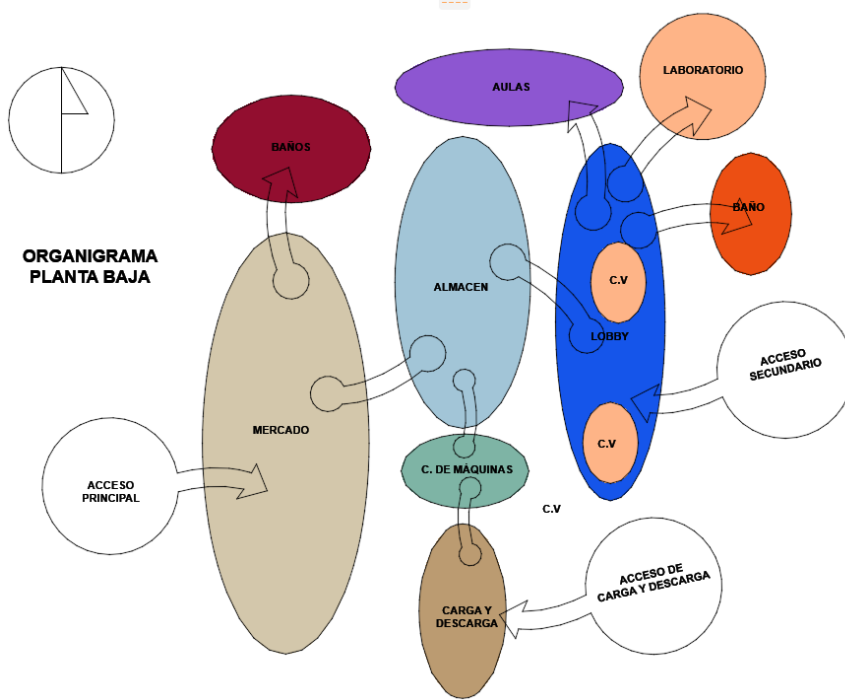 AULAS
LABORATORIO
BAÑOS
BAÑO
ORGANIGRAMA
PLANTA BAJA
ALMACEN
C.V
LOBBY
ACCESO
SECUNDARIO
MERCADO
C.V
C. DE MÁQUINAS
ACCESO
PRINCIPAL
C.V
ACCESO DE
CARGA Y DESCARGA
CARGA Y
DESCARGA